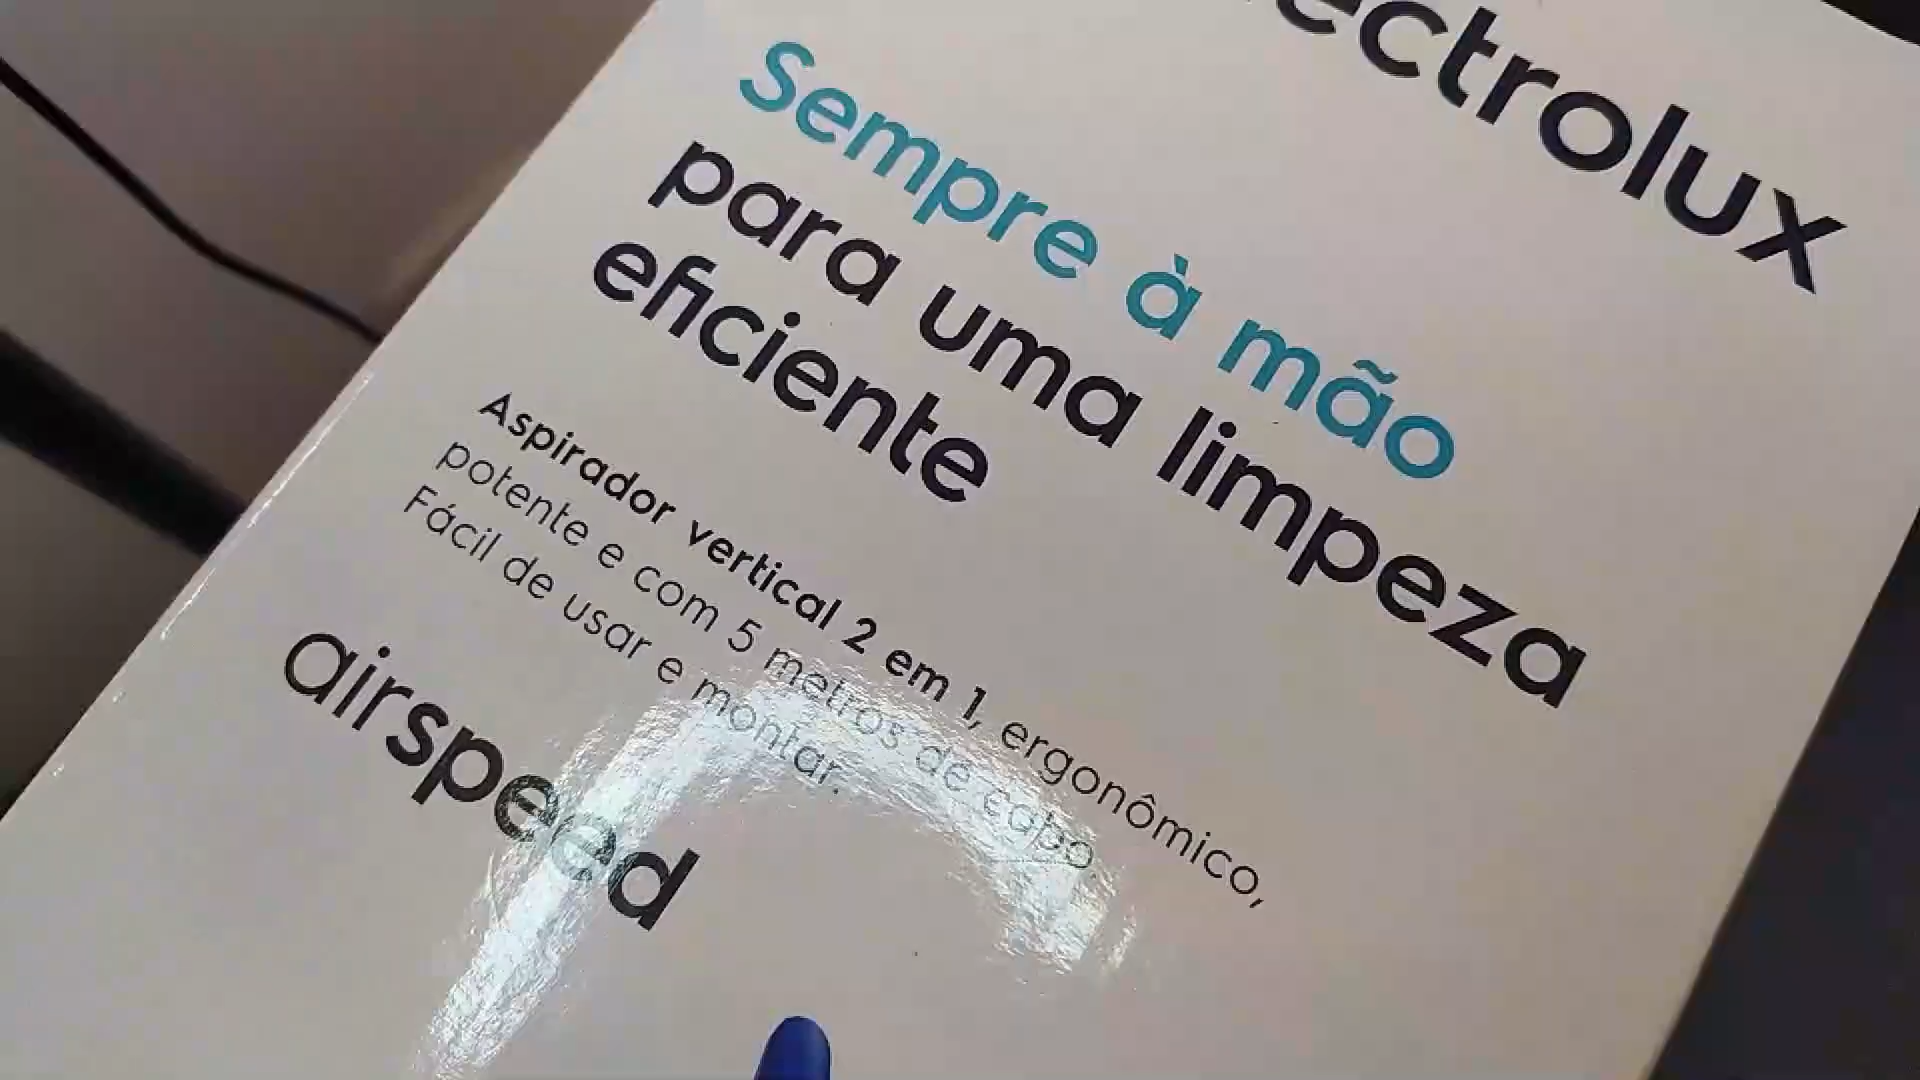 ectrolux
Sempre à mão
para uma limpeza
eficiente
Aspirador vertical 2 em 1, ergonômico,
potente e com 5 metros de cabo.
Fácil de usar e montar.
airspeed